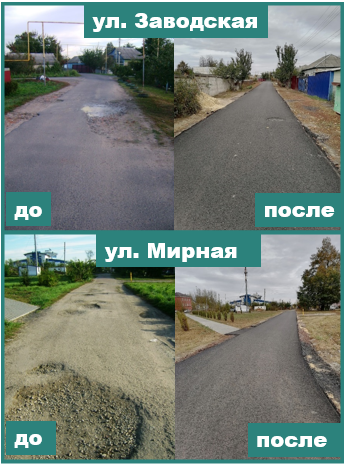 ул. Заводская
до
после
ул. Мирная
до
после